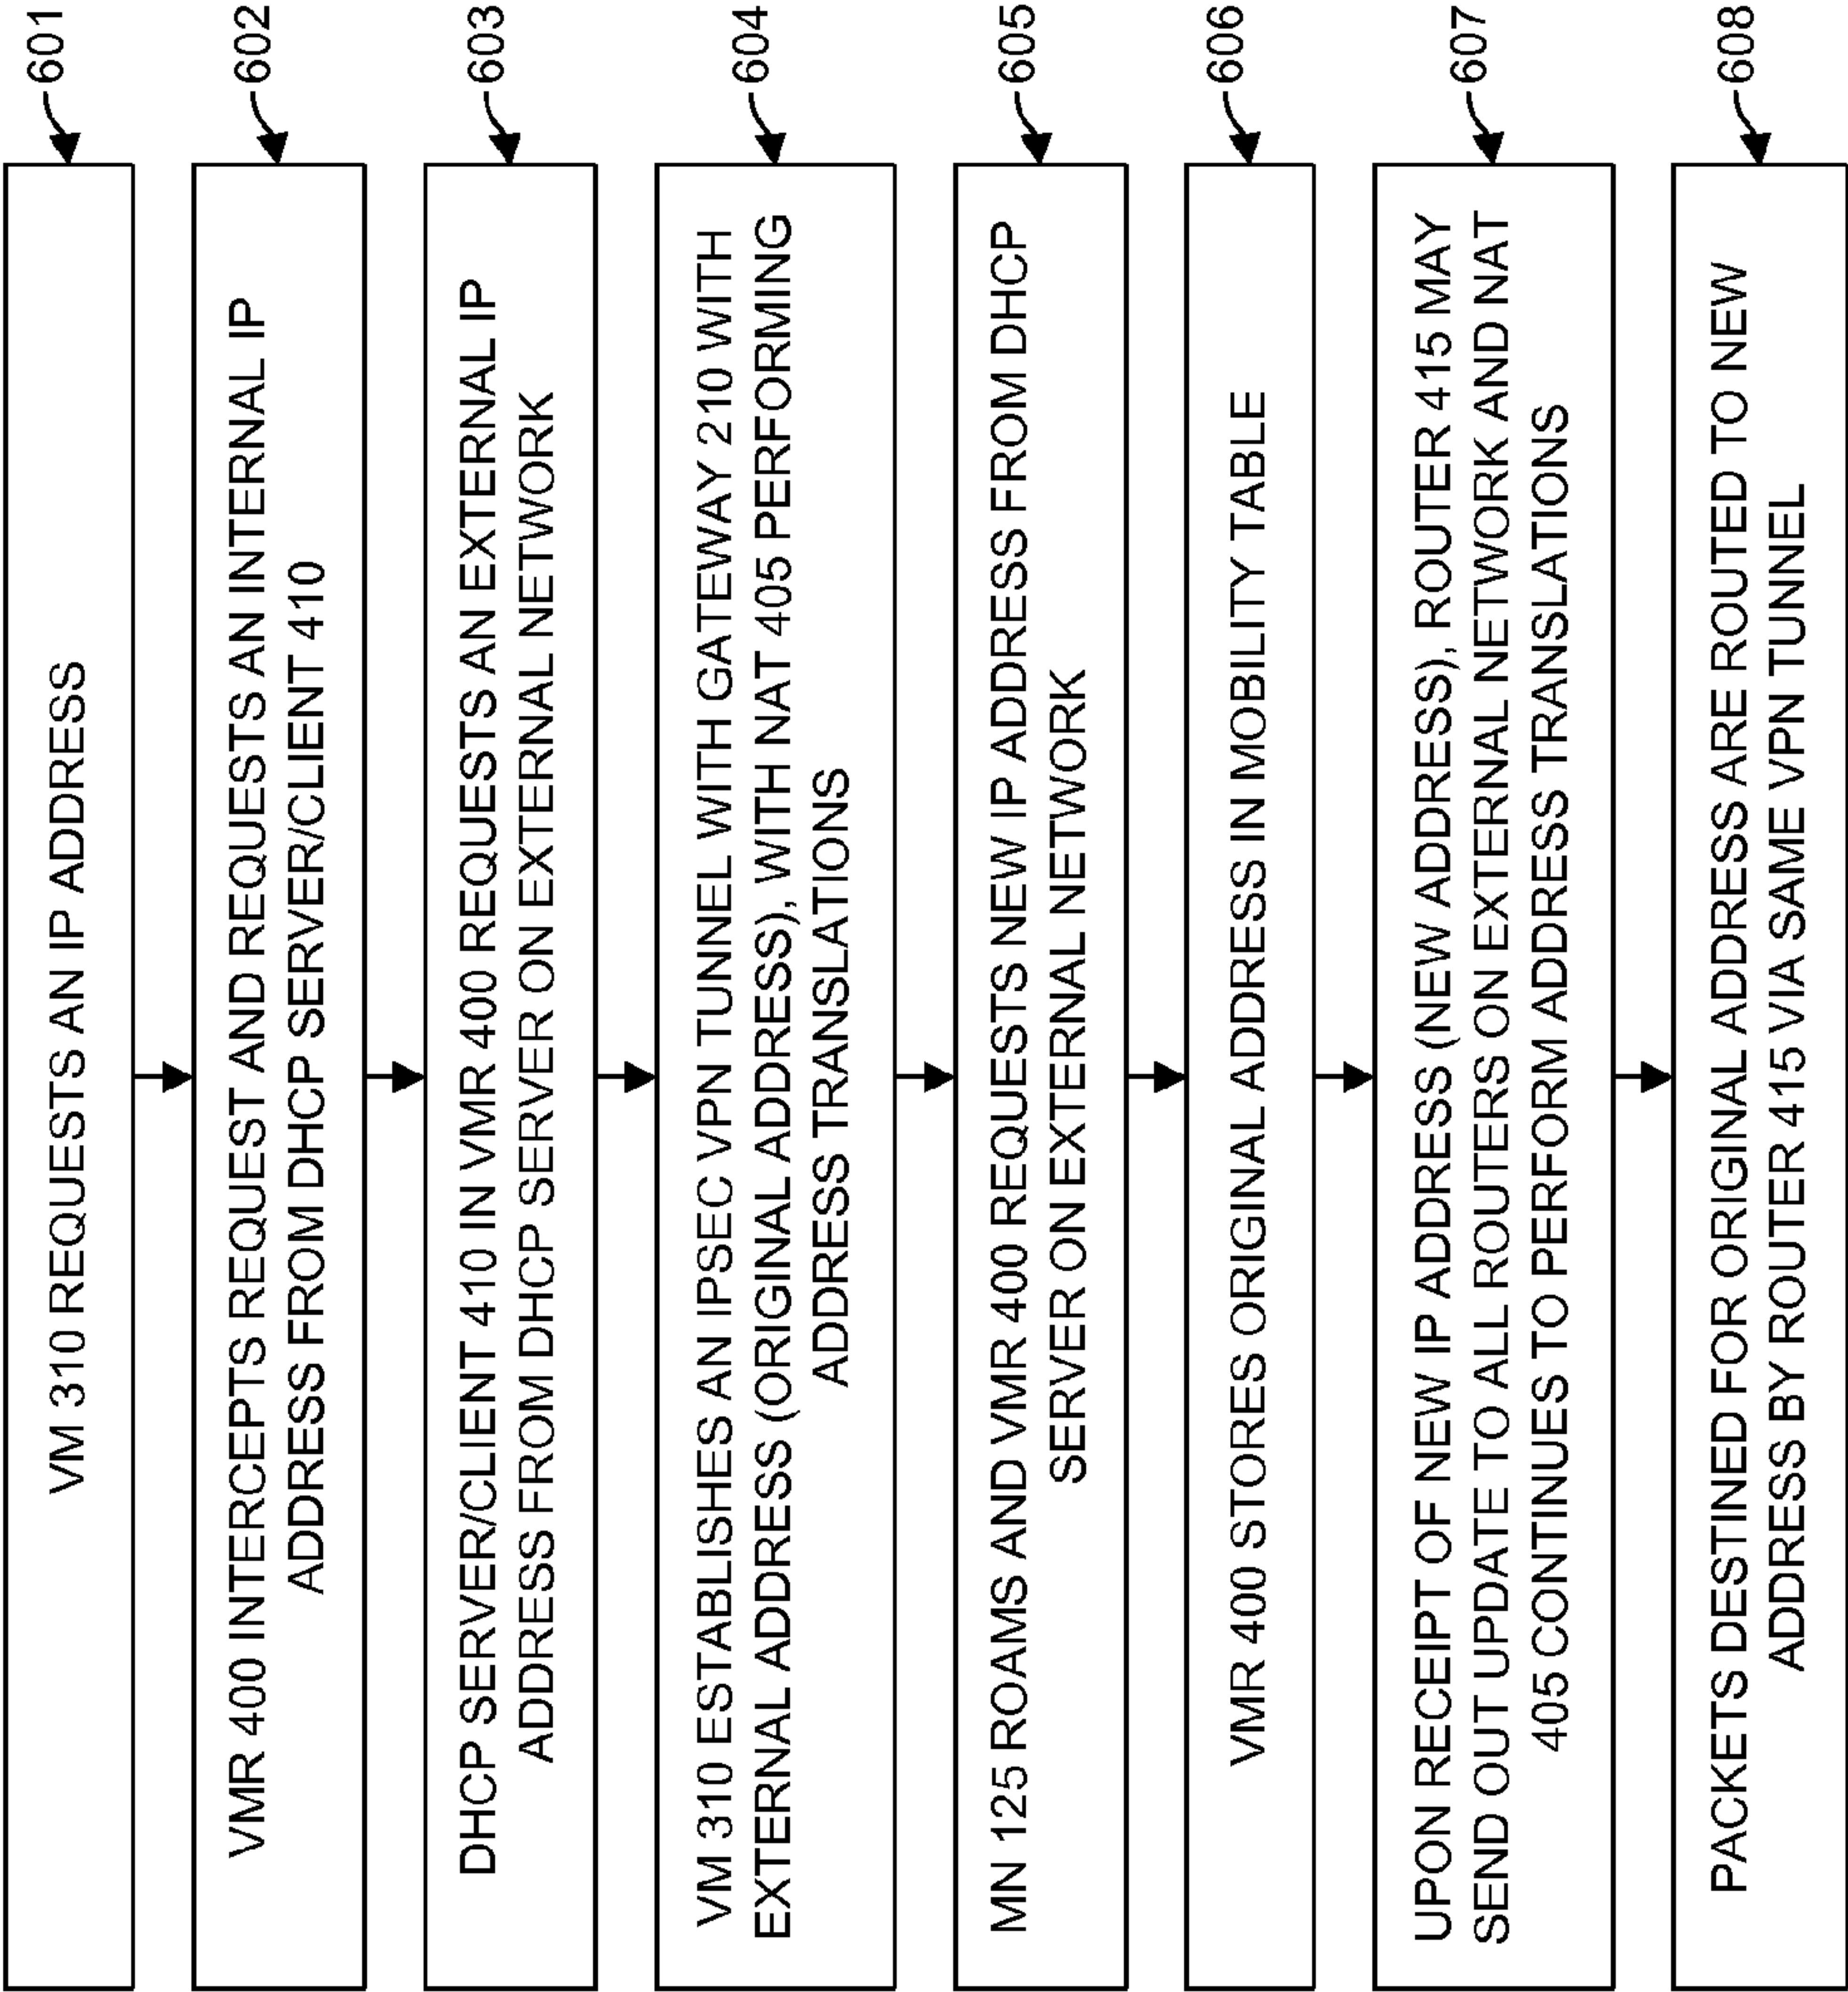 601
VM 310 REQUESTS AN IP ADDRESS
602
VMR 400 INTERCEPTS REQUEST AND REQUESTS AN INTERNAL IP
ADDRESS FROM DHCP SERVER/CLIENT 410
603
DHCP SERVER/CLIENT 410 IN VMR 400 REQUESTS AN EXTERNAL IP
ADDRESS FROM DHCP SERVER ON EXTERNAL NETWORK
604
VM 310 ESTABLISHES AN IPSEC VPN TUNNEL WITH GATEWAY 210 WITH
EXTERNAL ADDRESS (ORIGINAL ADDRESS), WITH NAT 405 PERFORMING
ADDRESS TRANSLATIONS
605
MN 125 ROAMS AND VMR 400 REQUESTS NEW IP ADDRESS FROM DHCP
SERVER ON EXTERNAL NETWORK
606
VMR 400 STORES ORIGINAL ADDRESS IN MOBILITY TABLE
607
UPON RECEIPT OF NEW IP ADDRESS (NEW ADDRESS), ROUTER 415 MAY
SEND OUT UPDATE TO ALL ROUTERS ON EXTERNAL NETWORK AND NAT
405 CONTINUES TO PERFORM ADDRESS TRANSLATIONS
608
PACKETS DESTINED FOR ORIGINAL ADDRESS ARE ROUTED TO NEW
ADDRESS BY ROUTER 415 VIA SAME VPN TUNNEL